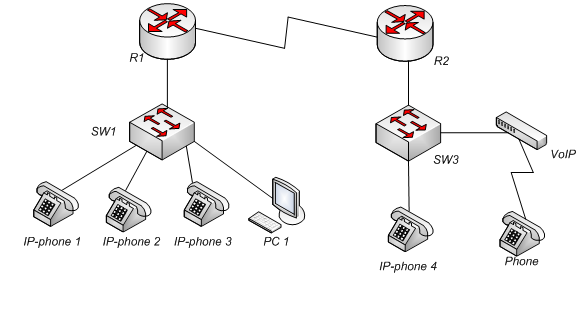 R1
R2
SW1
SW3
VoIP
IP-phone 1
IP-phone 2
IP-phone 3
PC 1
IP-phone 4
Phone